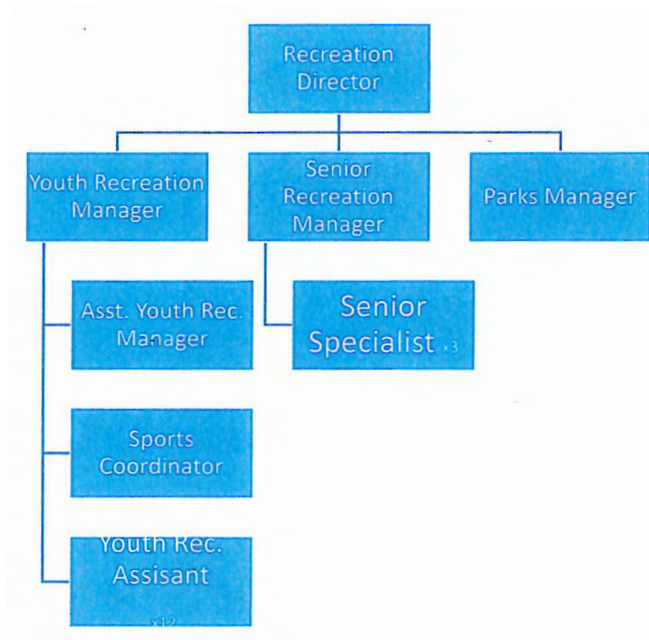 Recreation
Director
Youth Recreation
Manager
Senior
Recreation
Manager
Parks Manager
Asst. Youth Rec.
Manager
Senior
Specialist x3
Sports
Coordinator
Youth Rec.
Assisant
x12